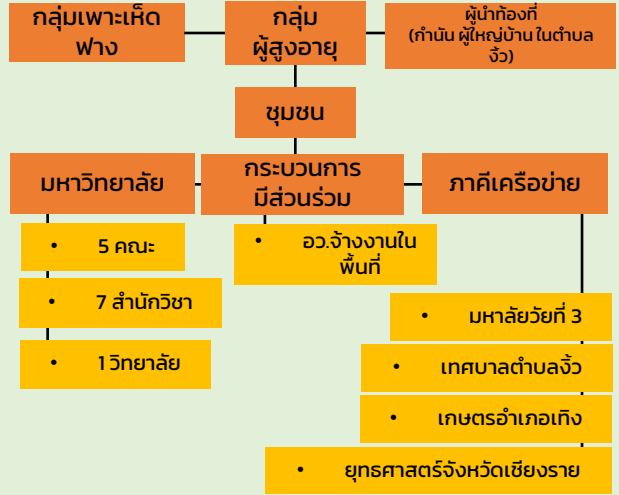 กลุ่มเพาะเห็ด
ฟาง
กลุ่ม
ผู้สูงอายุ
ผู้นำท้องที่
(กำนัน ผู้ใหญ่บ้าน ในตำบล
งิ้ว)
ชุมชน
มหาวิทยาลัย
กระบวนการ
มีส่วนร่วม
ภาคีเครือข่าย
• 5 คณะ
• 7 สำนักวิชา
• 1 วิทยาลัย
• อว.จ้างงานใน
พื้นที่
• มหาลัยวัยที่ 3
• เทศบาลตำบลงิ้ว
• เกษตรอำเภอเทิง
• ยุทธศาสตร์จังหวัดเชียงราย